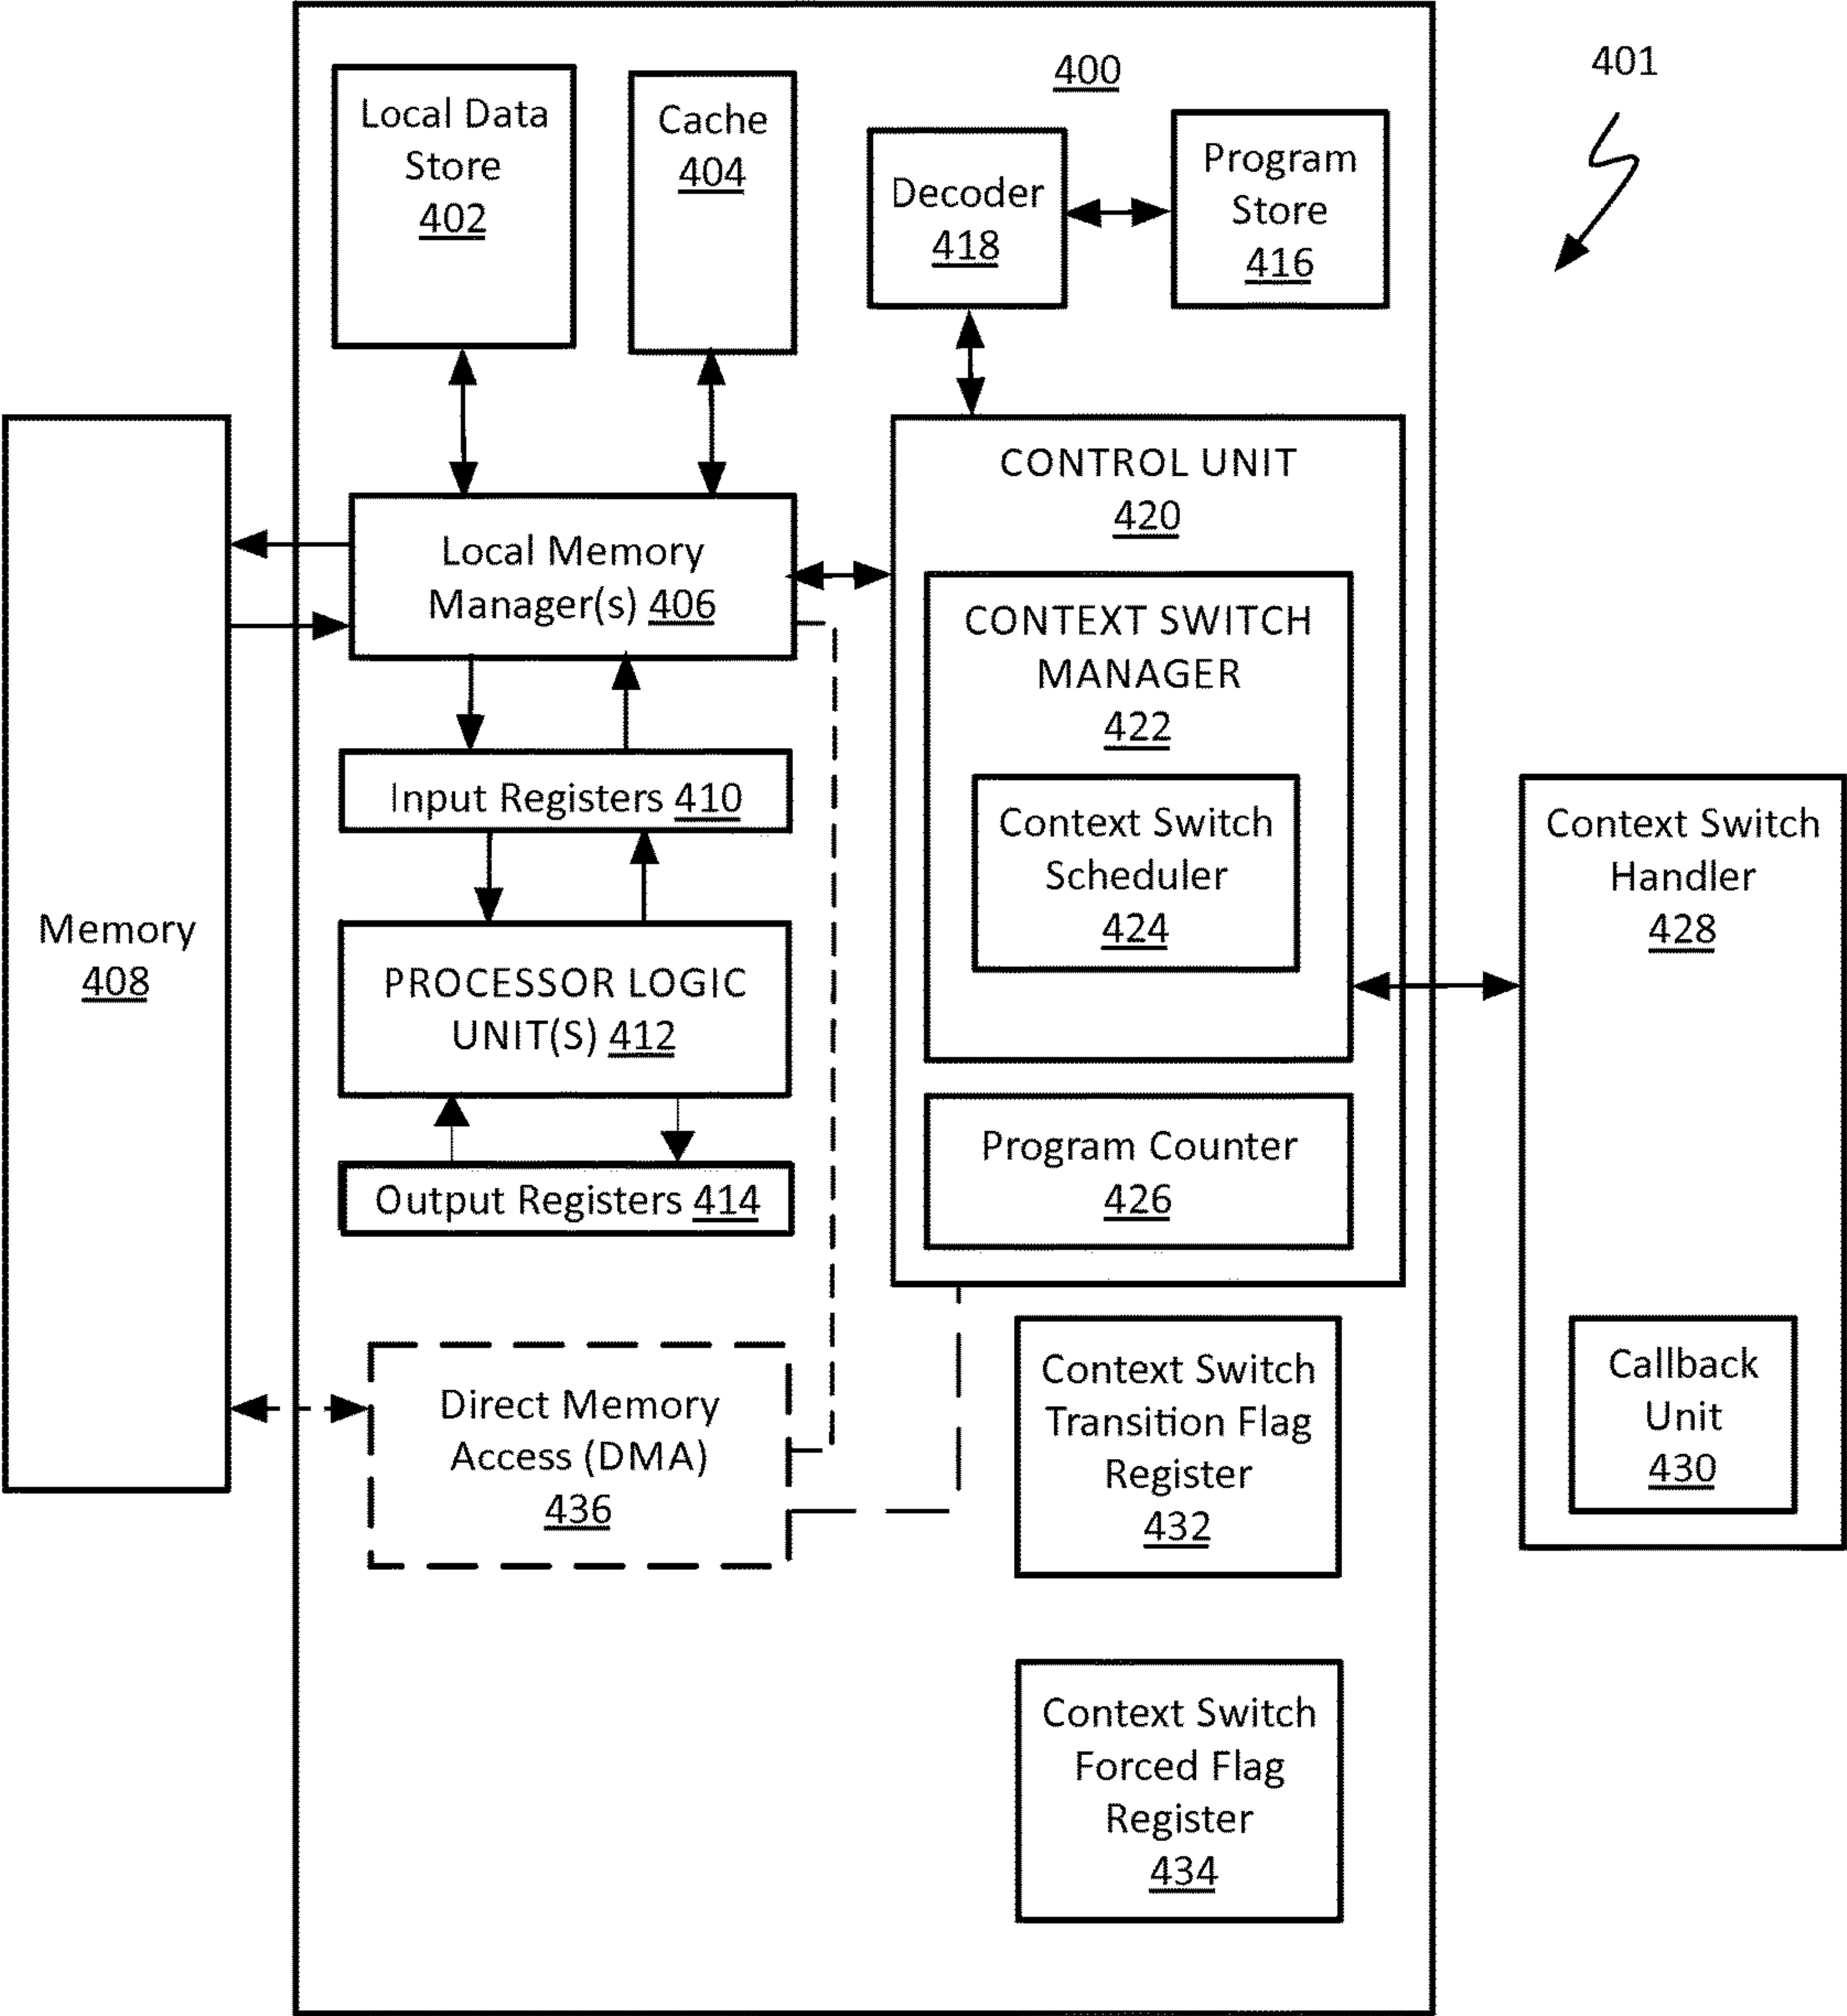 400
401
Local Data
Store
402
Cache
404
Decoder
418
Program
Store
416
Local Memory
Manager(s) 406
CONTROL UNIT
420
CONTEXT SWITCH
MANAGER
422
Context Switch
Scheduler
424
Program Counter
426
Memory
408
Input Registers 410
PROCESSOR LOGIC
UNIT(S) 412
Output Registers 414
Direct Memory
Access (DMA)
436
Context Switch
Transition Flag
Register
432
Context Switch
Forced Flag
Register
434
Context Switch
Handler
428
Callback
Unit
430